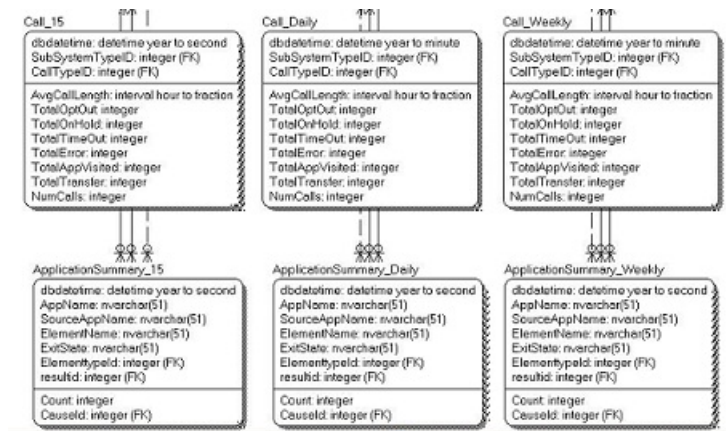 Call_15
dbdatetime: datetime year to second
SubSystemTypeID: integer (FK)
CallTypeID: integer (FK)
AvgCallLength: interval hour to fraction
TotalOptOut: integer
TotalOnHold: integer
TotalTimeOut: integer
TotalError: integer
TotalAppVisited: integer
TotalTransfer: integer
NumCalls: integer
Call_Daily
dbdatetime: datetime year to minute
SubSystemTypeID: integer (FK)
CallTypeID: integer (FK)
AvgCallLength: interval hour to fraction
TotalOptOut: integer
TotalOnHold: integer
TotalTimeOut: integer
TotalError: integer
TotalAppVisited: integer
TotalTransfer: integer
NumCalls: integer
Call_Weekly
dbdatetime: datetime year to minute
SubSystemTypeID: integer (FK)
CallTypeID: integer (FK)
AvgCallLength: interval hour to fraction
TotalOptOut: integer
TotalOnHold: integer
TotalTimeOut: integer
TotalError: integer
TotalAppVisited: integer
TotalTransfer: integer
NumCalls: integer
ApplicationSummary_15
dbdatetime: datetime year to second
AppName: nvarchar(51)
SourceAppName: nvarchar(51)
ElementName: nvarchar(51)
ExitState: nvarchar(51)
ElementtypeId: integer (FK)
resultid: integer (FK)
Count: integer
CauseId: integer (FK)
ApplicationSummary_Daily
dbdatetime: datetime year to second
AppName: nvarchar(51)
SourceAppName: nvarchar(51)
ElementName: nvarchar(51)
ExitState: nvarchar(51)
ElementtypeId: integer (FK)
resultid: integer (FK)
Count: integer
CauseId: integer (FK)
ApplicationSummary_Weekly
dbdatetime: datetime year to second
AppName: nvarchar(51)
SourceAppName: nvarchar(51)
ElementName: nvarchar(51)
ExitState: nvarchar(51)
ElementtypeId: integer (FK)
resultid: integer (FK)
Count: integer
CauseId: integer (FK)